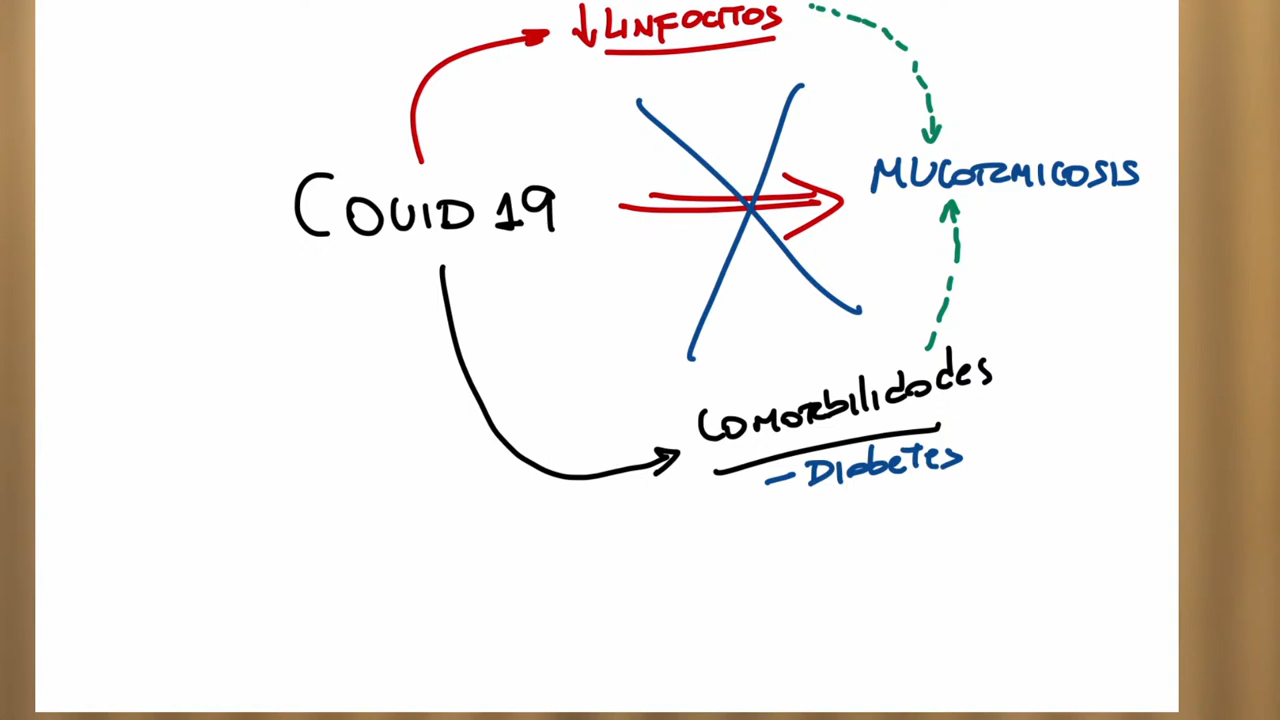 ↓ LINFOCITOS
MUCORMICOSIS
COVID 19
comorbilidades
- Diabetes